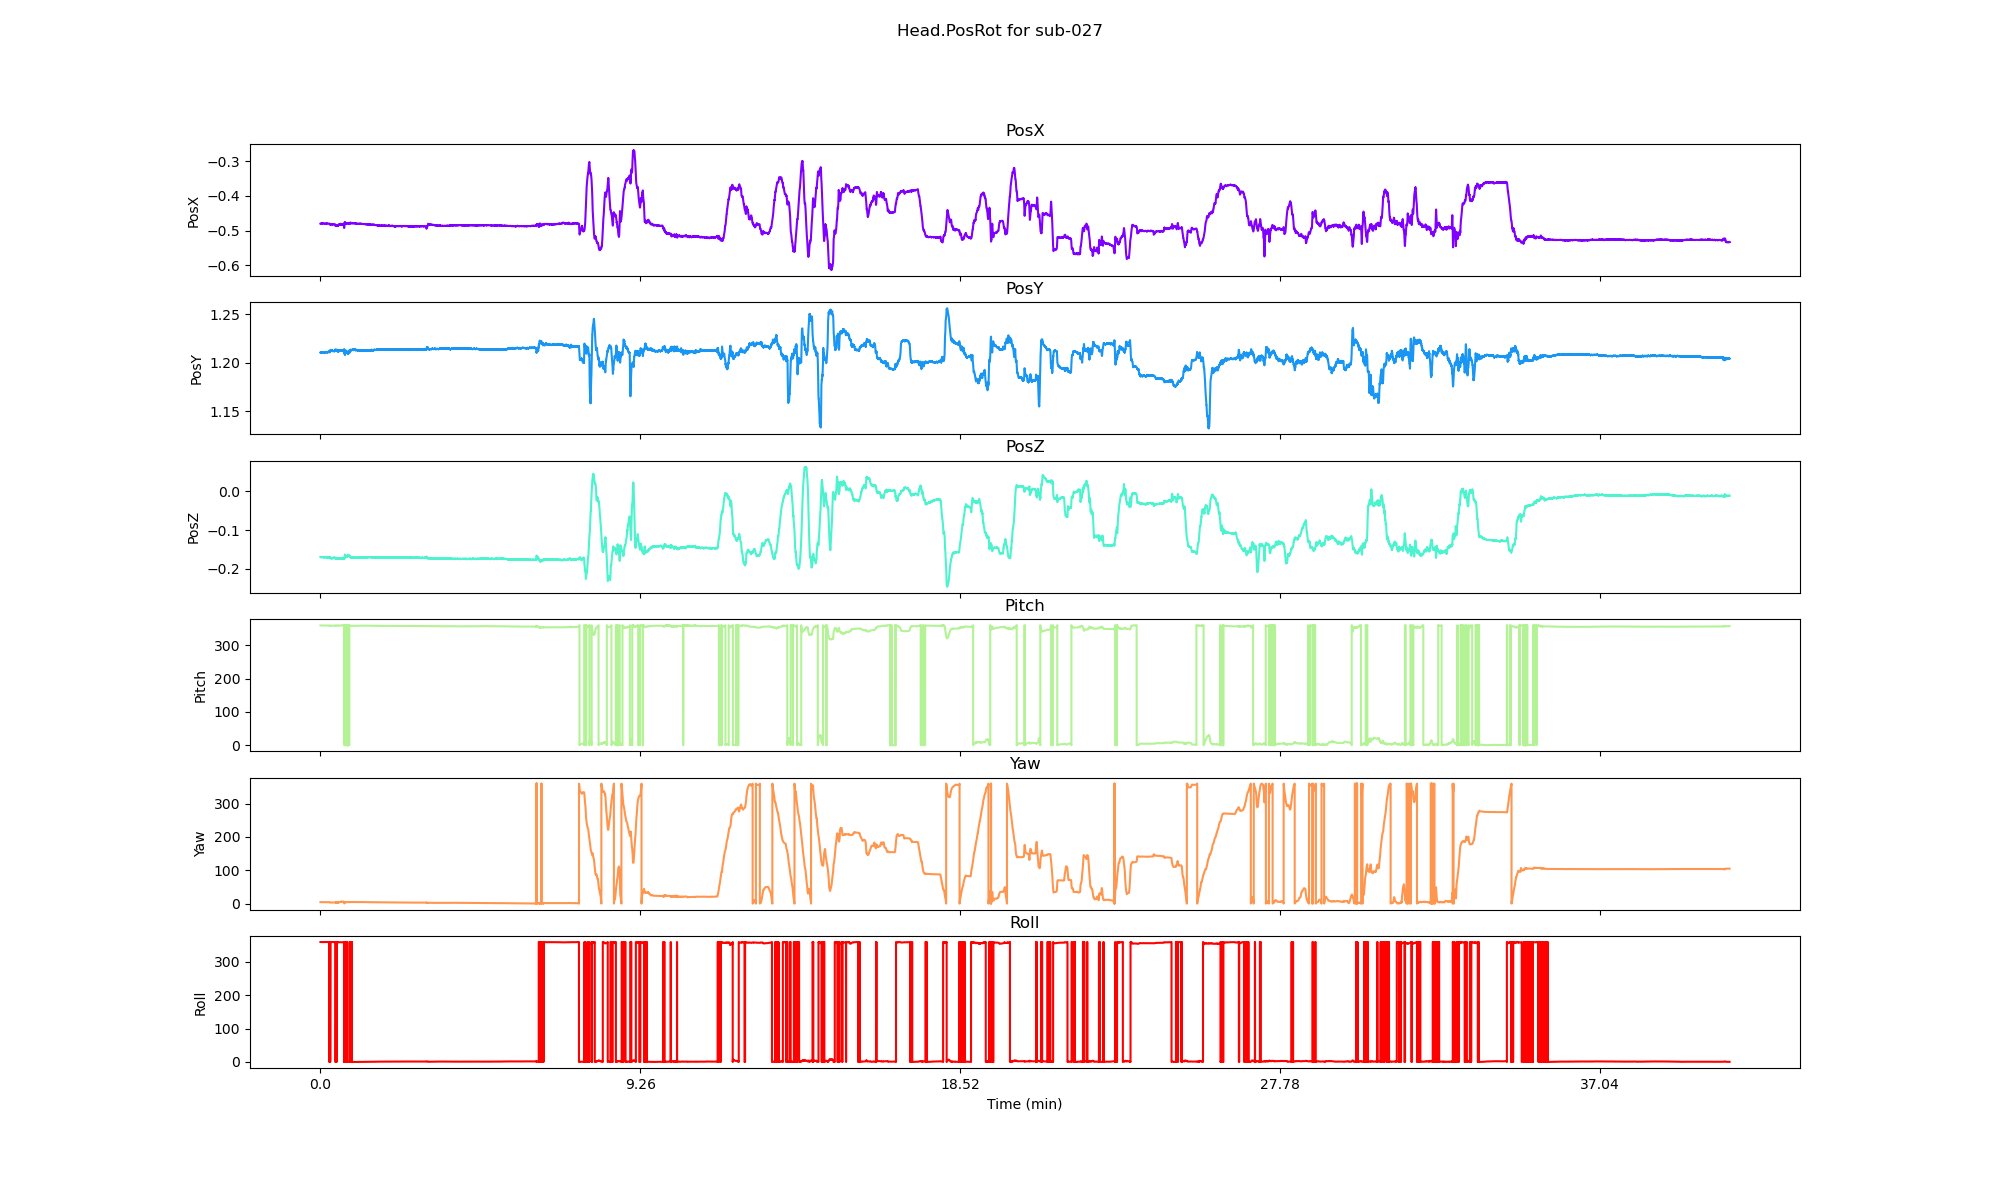 Head.PosRot for sub-027
PosX
PosX
−0.3
−0.4
−0.5
−0.6
PosY
PosY
1.25
1.20
1.15
PosZ
PosZ
0.0
−0.1
−0.2
Pitch
Pitch
300
200
100
0
Yaw
Yaw
300
200
100
0
Roll
Roll
300
200
100
0
0.0 9.26 18.52 27.78 37.04
Time (min)